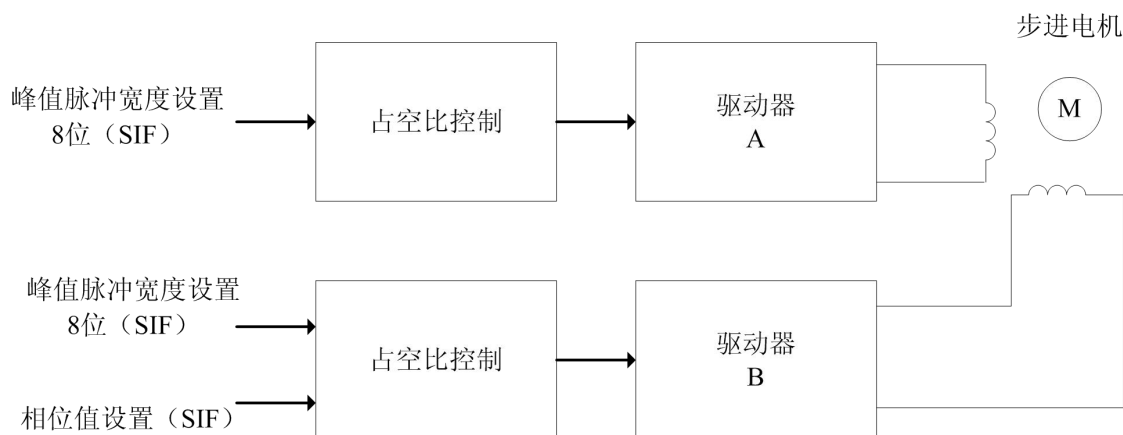 步进电机
峰值脉冲宽度设置
8位（SIF）
占空比控制
驱动器
A
M
峰值脉冲宽度设置
8位（SIF）
相位值设置（SIF）
占空比控制
驱动器
B